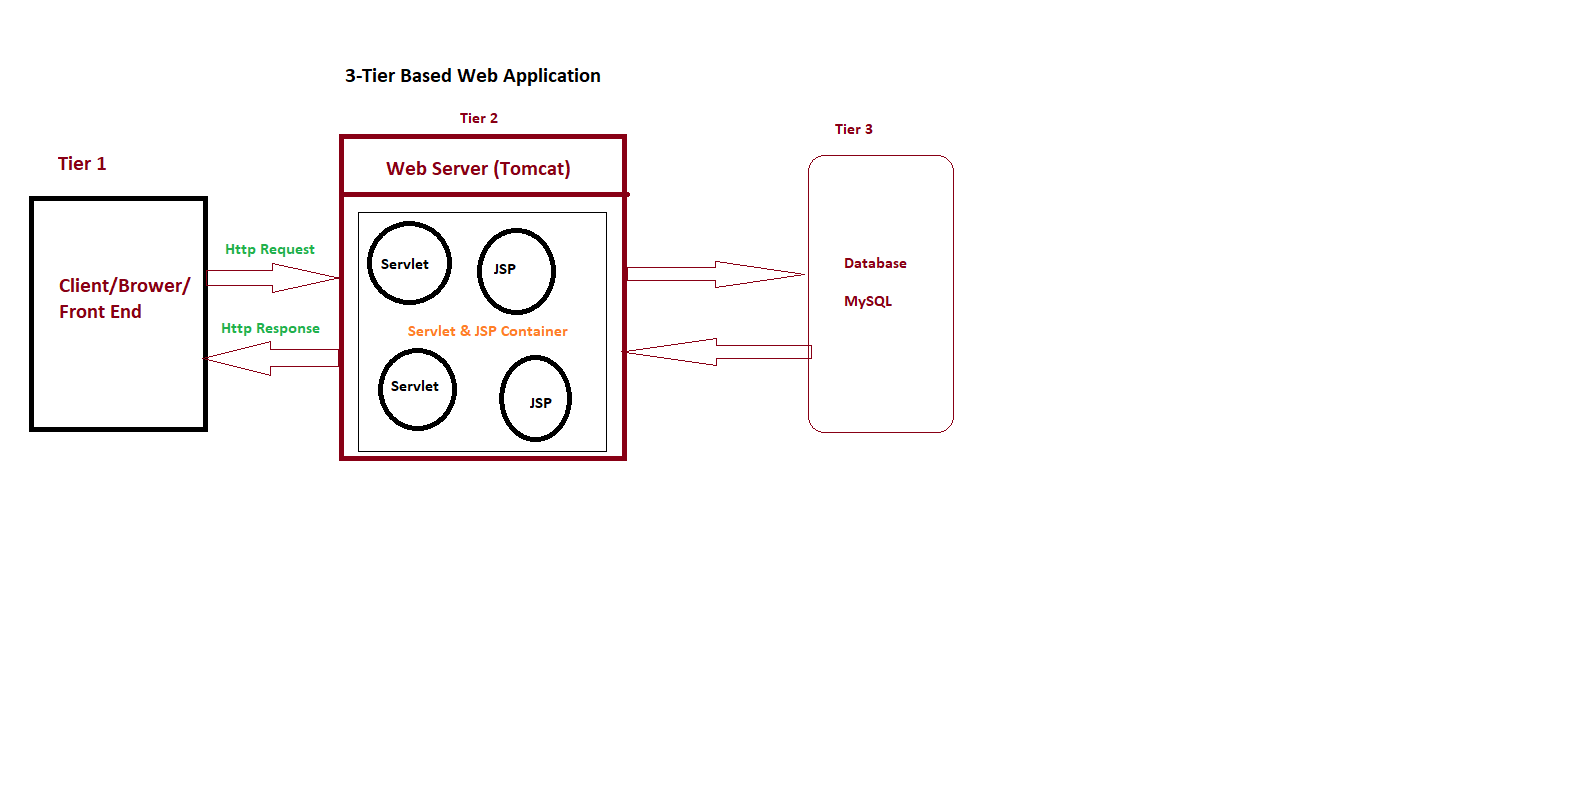 3-Tier Based Web Application
Tier 1
Tier 2
Tier 3
Client/Brower/
Front End
Http Request
Http Response
Web Server (Tomcat)
Servlet
JSP
Servlet & JSP Container
Servlet
JSP
Database
MySQL